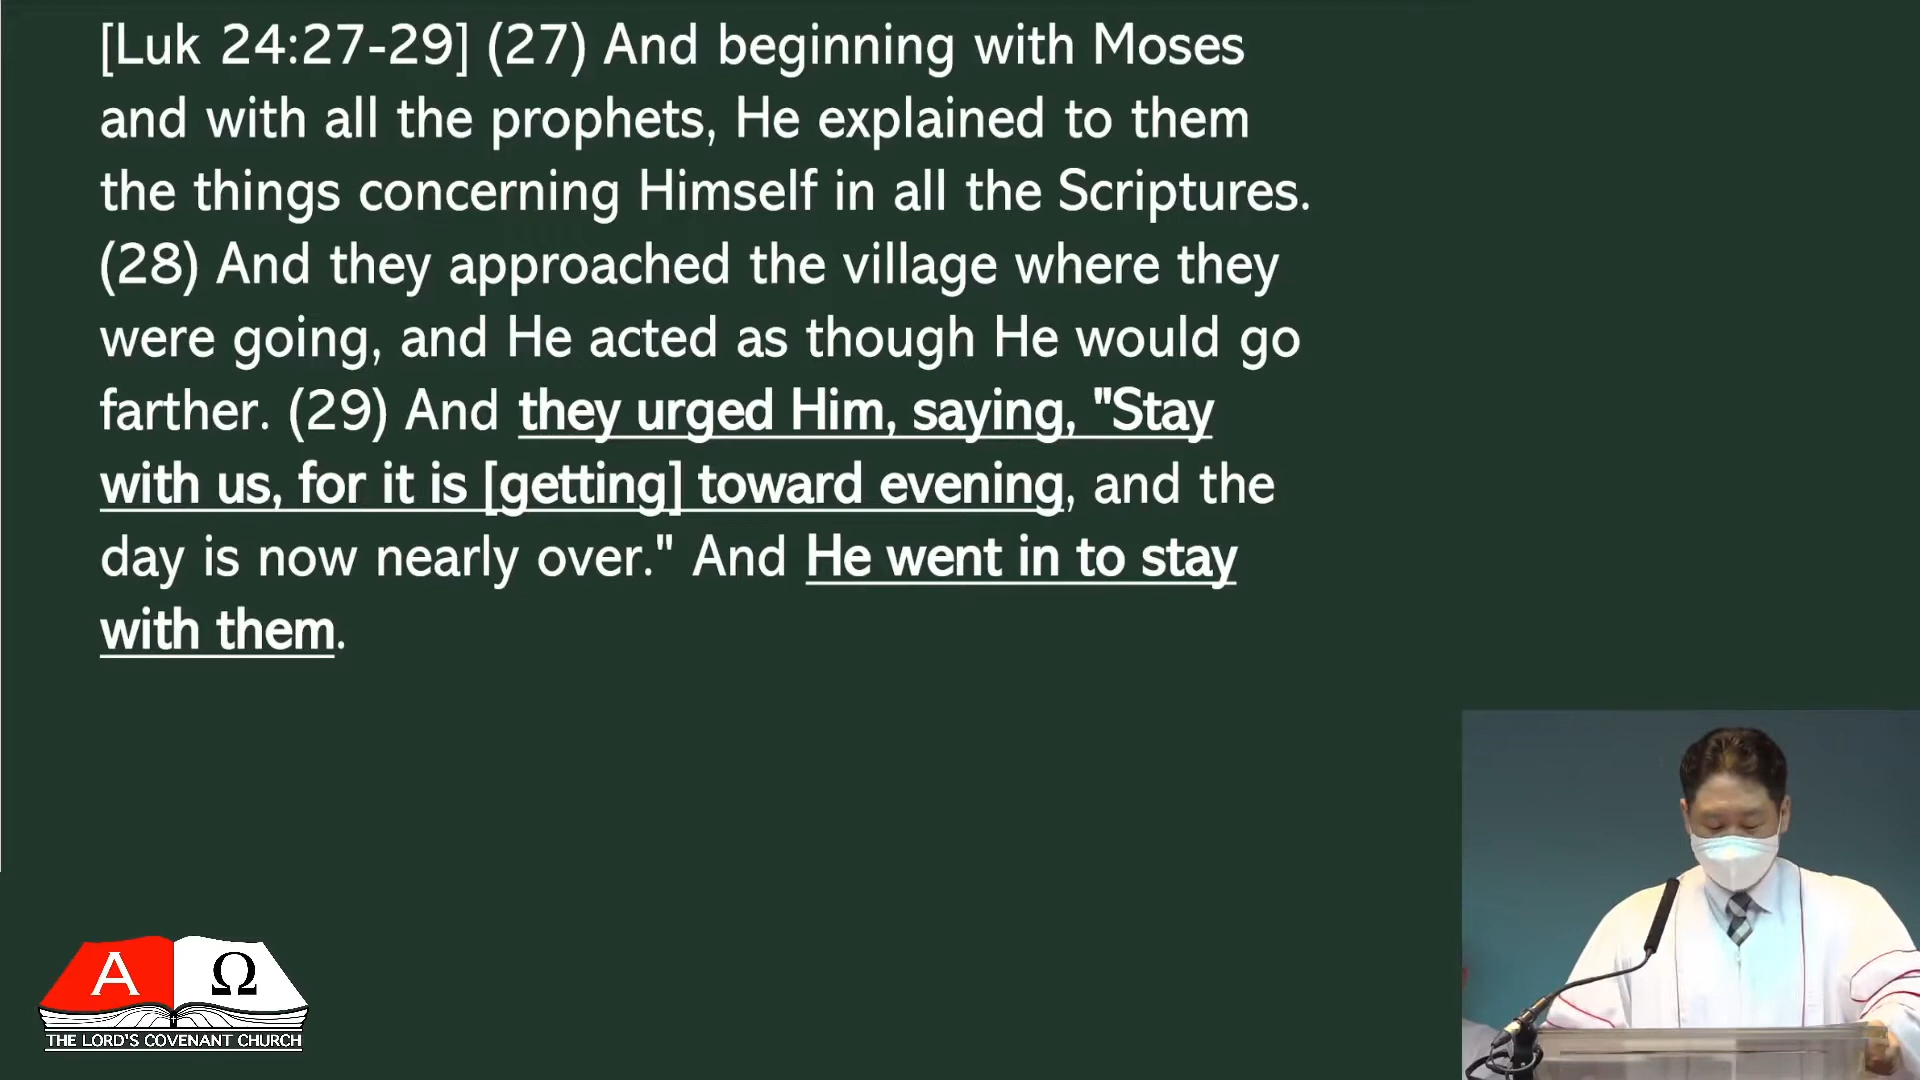 [Luk 24:27-29] (27) And beginning with Moses
and with all the prophets, He explained to them
the things concerning Himself in all the Scriptures.
(28) And they approached the village where they
were going, and He acted as though He would go
farther. (29) And they urged Him, saying, "Stay
with us, for it is [getting] toward evening, and the
day is now nearly over." And He went in to stay
with them.
Α Ω
THE LORD'S COVENANT CHURCH